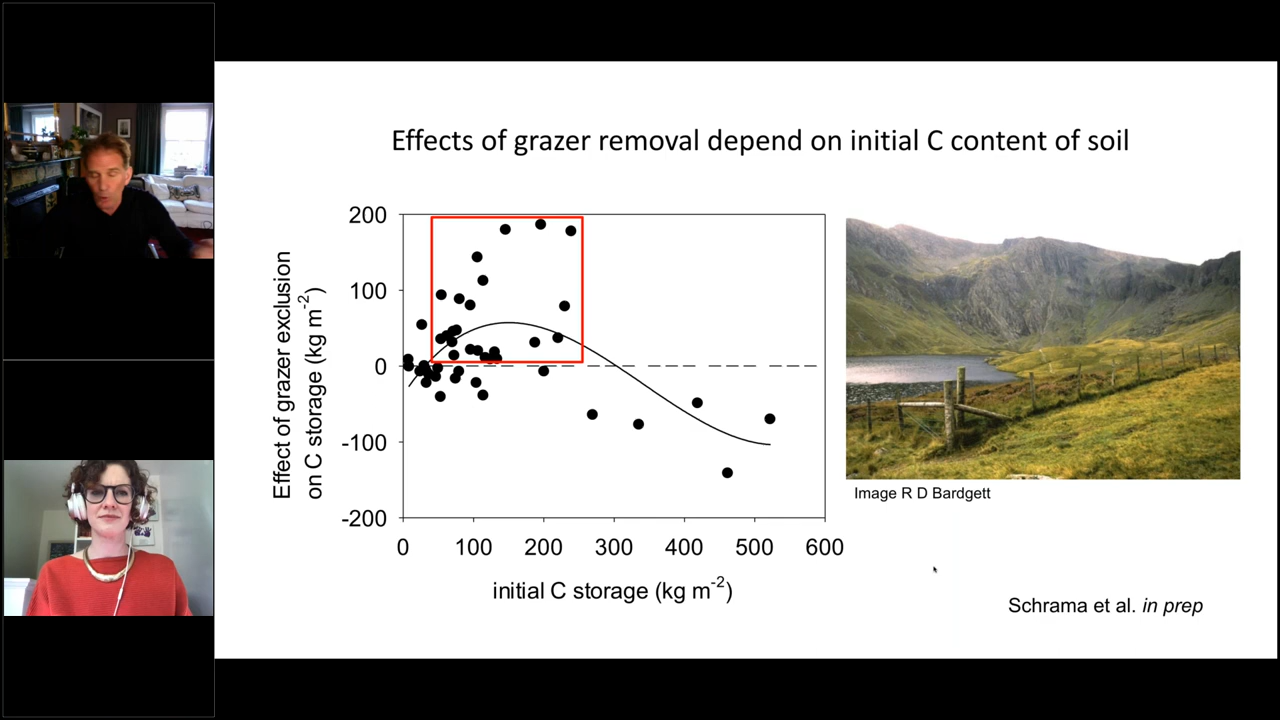 Effects of grazer removal depend on initial C content of soil
Effect of grazer exclusion
on C storage (kg m-2)
200
100
0
-100
-200
0 100 200 300 400 500 600
initial C storage (kg m-2)
Image R D Bardgett
Schrama et al. in prep